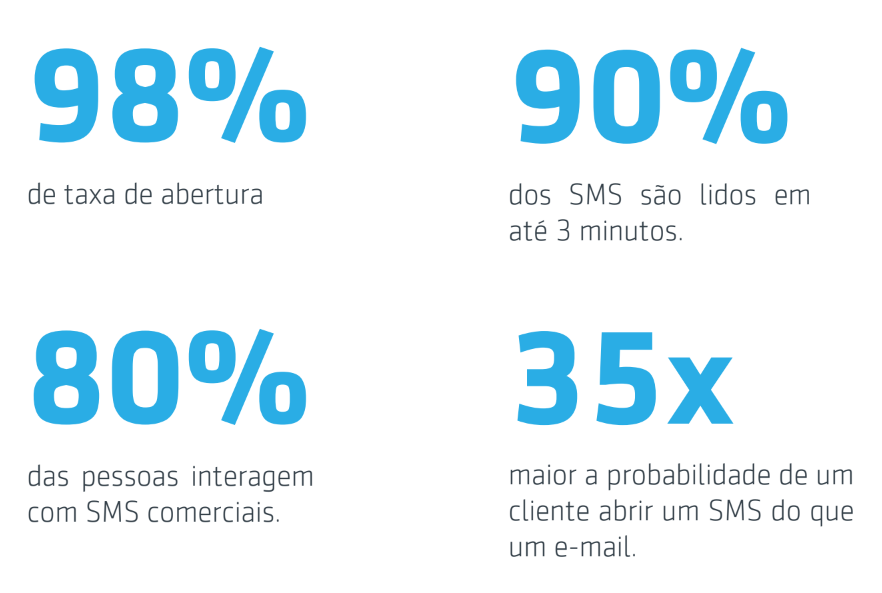 98%
de taxa de abertura
90%
dos SMS são lidos em
até 3 minutos.
80%
das pessoas interagem
com SMS comerciais.
35x
maior a probabilidade de um
cliente abrir um SMS do que
um e-mail.